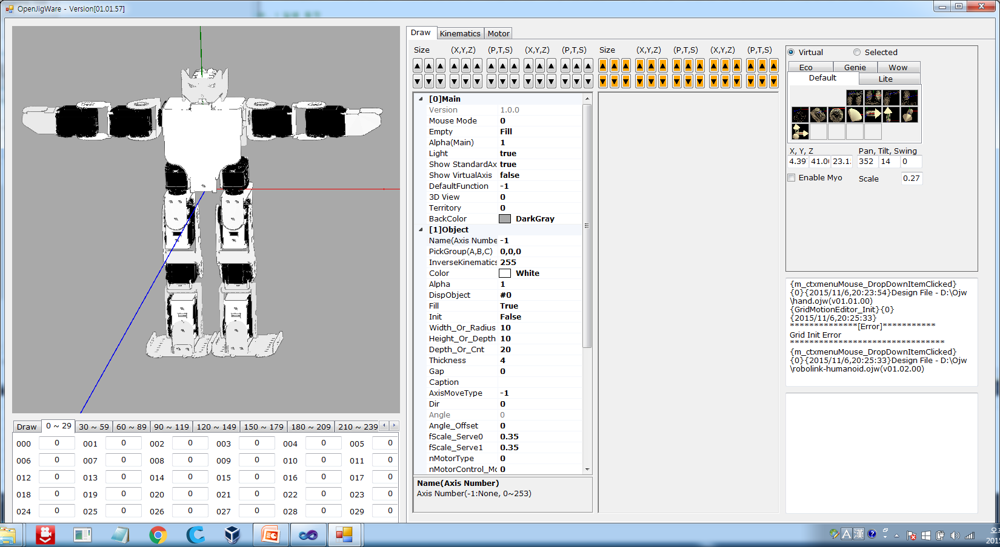 OpenJigWare - Version[01.01.57]
Draw Kinematics Motor
Size (X,Y,Z) (P,T,S) (X,Y,Z) (P,T,S) Size (X,Y,Z) (P,T,S) (X,Y,Z) (P,T,S)
[0]Main
Version 1.0.0
Mouse Mode 0
Empty Fill
Alpha(Main) 1
Light true
Show StandardAx true
Show VirtualAxis false
DefaultFunction -1
3D View 0
Territory 0
BackColor DarkGray
[1]Object
Name(Axis Numbe -1
PickGroup(A,B,C) 0,0,0
InverseKinematics 255
Color White
Alpha 1
DispObject #0
Fill True
Init False
Width_Or_Radius 10
Height_Or_Depth 10
Depth_Or_Cnt 20
Thickness 4
Gap 0
Caption
AxisMoveType -1
Dir 0
Angle 0
Angle_Offset 0
fScale_Serve0 0.35
fScale_Serve1 0.35
nMotorType 0
nMotorControl_Mc 0
Name(Axis Number)
Axis Number(-1:None, 0~253)
Virtual Selected
Eco Genie Wow
Default Lite
X, Y, Z Pan, Tilt, Swing
4.39 41.0 23.1 352 14 0
Enable Myo Scale 0.27
{m_ctxmenuMouse_DropDownItemClicked}
{0}{2015/11/6,20:23:54}Design File - D:\Ojw
\hand.ojw(v01.01.00)
{GridMotionEditor_Init}{0}
{2015/11/6,20:25:33}
**************[Error]***********
Grid Init Error
********************************
{m_ctxmenuMouse_DropDownItemClicked}
{0}{2015/11/6,20:25:33}Design File - D:\Ojw
\robolink-humanoid.ojw(v01.02.00)
Draw 0 ~ 29 30 ~ 59 60 ~ 89 90 ~ 119 120 ~ 149 150 ~ 179 180 ~ 209 210 ~ 239
000 0 001 0 002 0 003 0 004 0 005 0
006 0 007 0 008 0 009 0 010 0 011 0
012 0 013 0 014 0 015 0 016 0 017 0
018 0 019 0 020 0 021 0 022 0 023 0
024 0 025 0 026 0 027 0 028 0 029 0
A 漢
오
2015